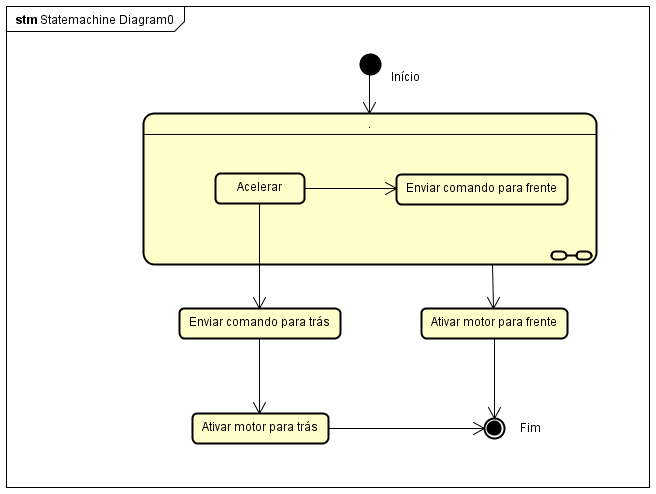 stm Statemachine Diagram0
Início
.
Acelerar
Enviar comando para frente
Enviar comando para trás
Ativar motor para frente
Ativar motor para trás
Fim